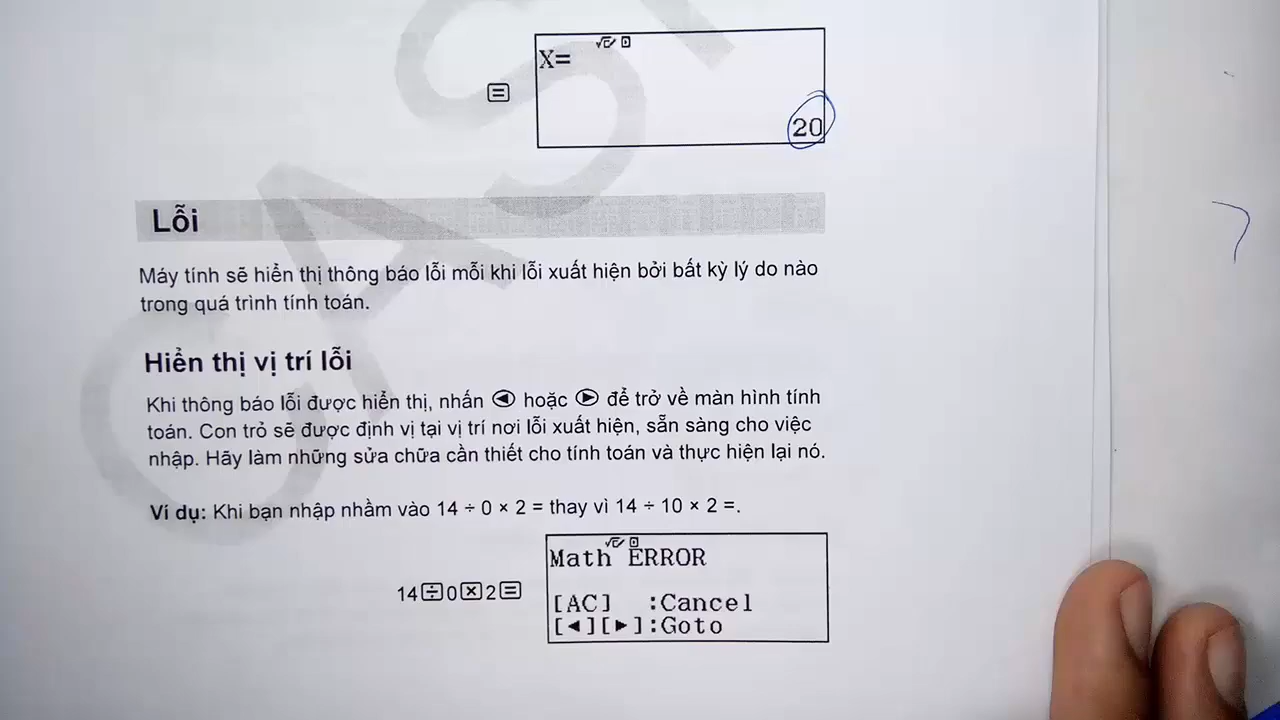 X=
=
20
Lỗi
Máy tính sẽ hiển thị thông báo lỗi mỗi khi lỗi xuất hiện bởi bất kỳ lý do nào
trong quá trình tính toán.
Hiển thị vị trí lỗi
Khi thông báo lỗi được hiển thị, nhấn ◀ hoặc ▶ để trở về màn hình tính
toán. Con trỏ sẽ được định vị tại vị trí nơi lỗi xuất hiện, sẵn sàng cho việc
nhập. Hãy làm những sửa chữa cần thiết cho tính toán và thực hiện lại nó.
Ví dụ: Khi bạn nhập nhầm vào 14 ÷ 0 × 2 = thay vì 14 ÷ 10 × 2 =.
Math ERROR
14÷0×2=
[AC] :Cancel
[◀][▶]:Goto
CAS